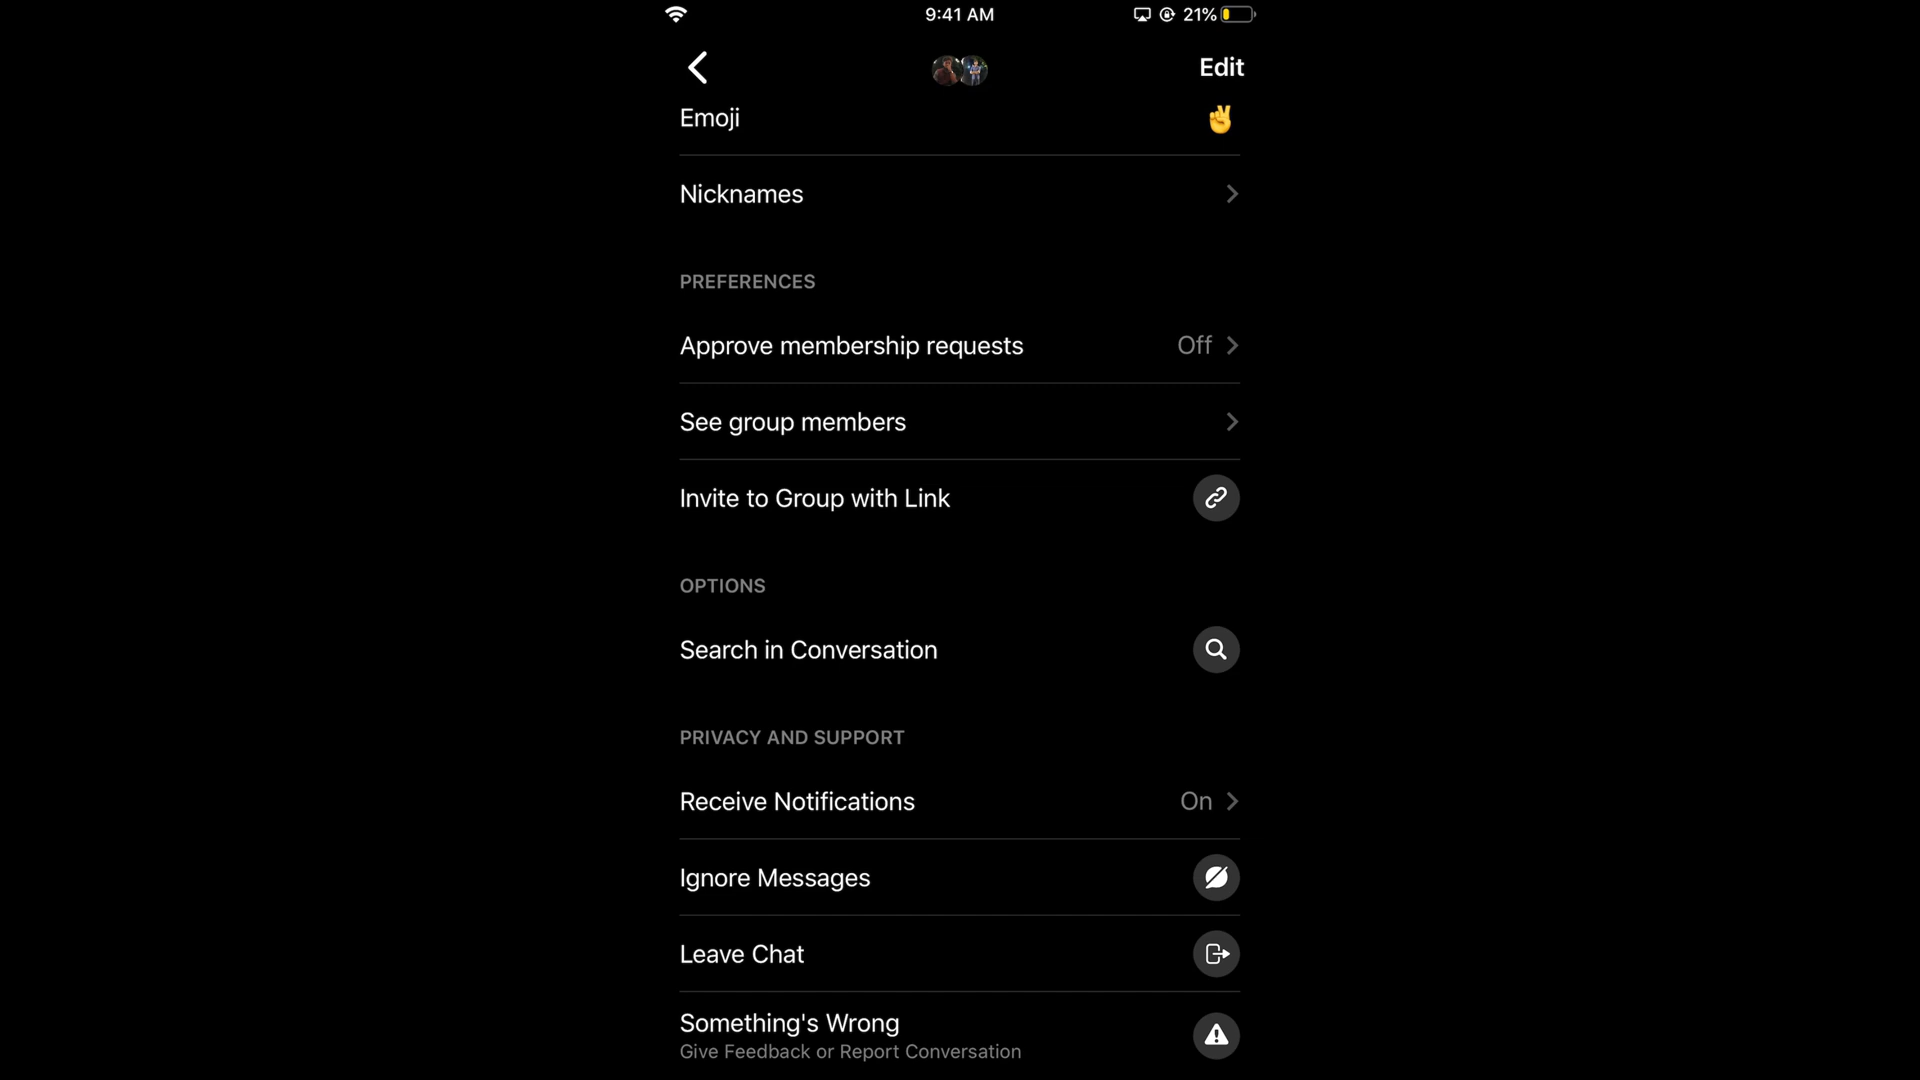 9:41 AM
21%
Edit
Emoji
Nicknames
PREFERENCES
Approve membership requests Off
See group members
Invite to Group with Link
OPTIONS
Search in Conversation
PRIVACY AND SUPPORT
Receive Notifications On
Ignore Messages
Leave Chat
Something's Wrong
Give Feedback or Report Conversation